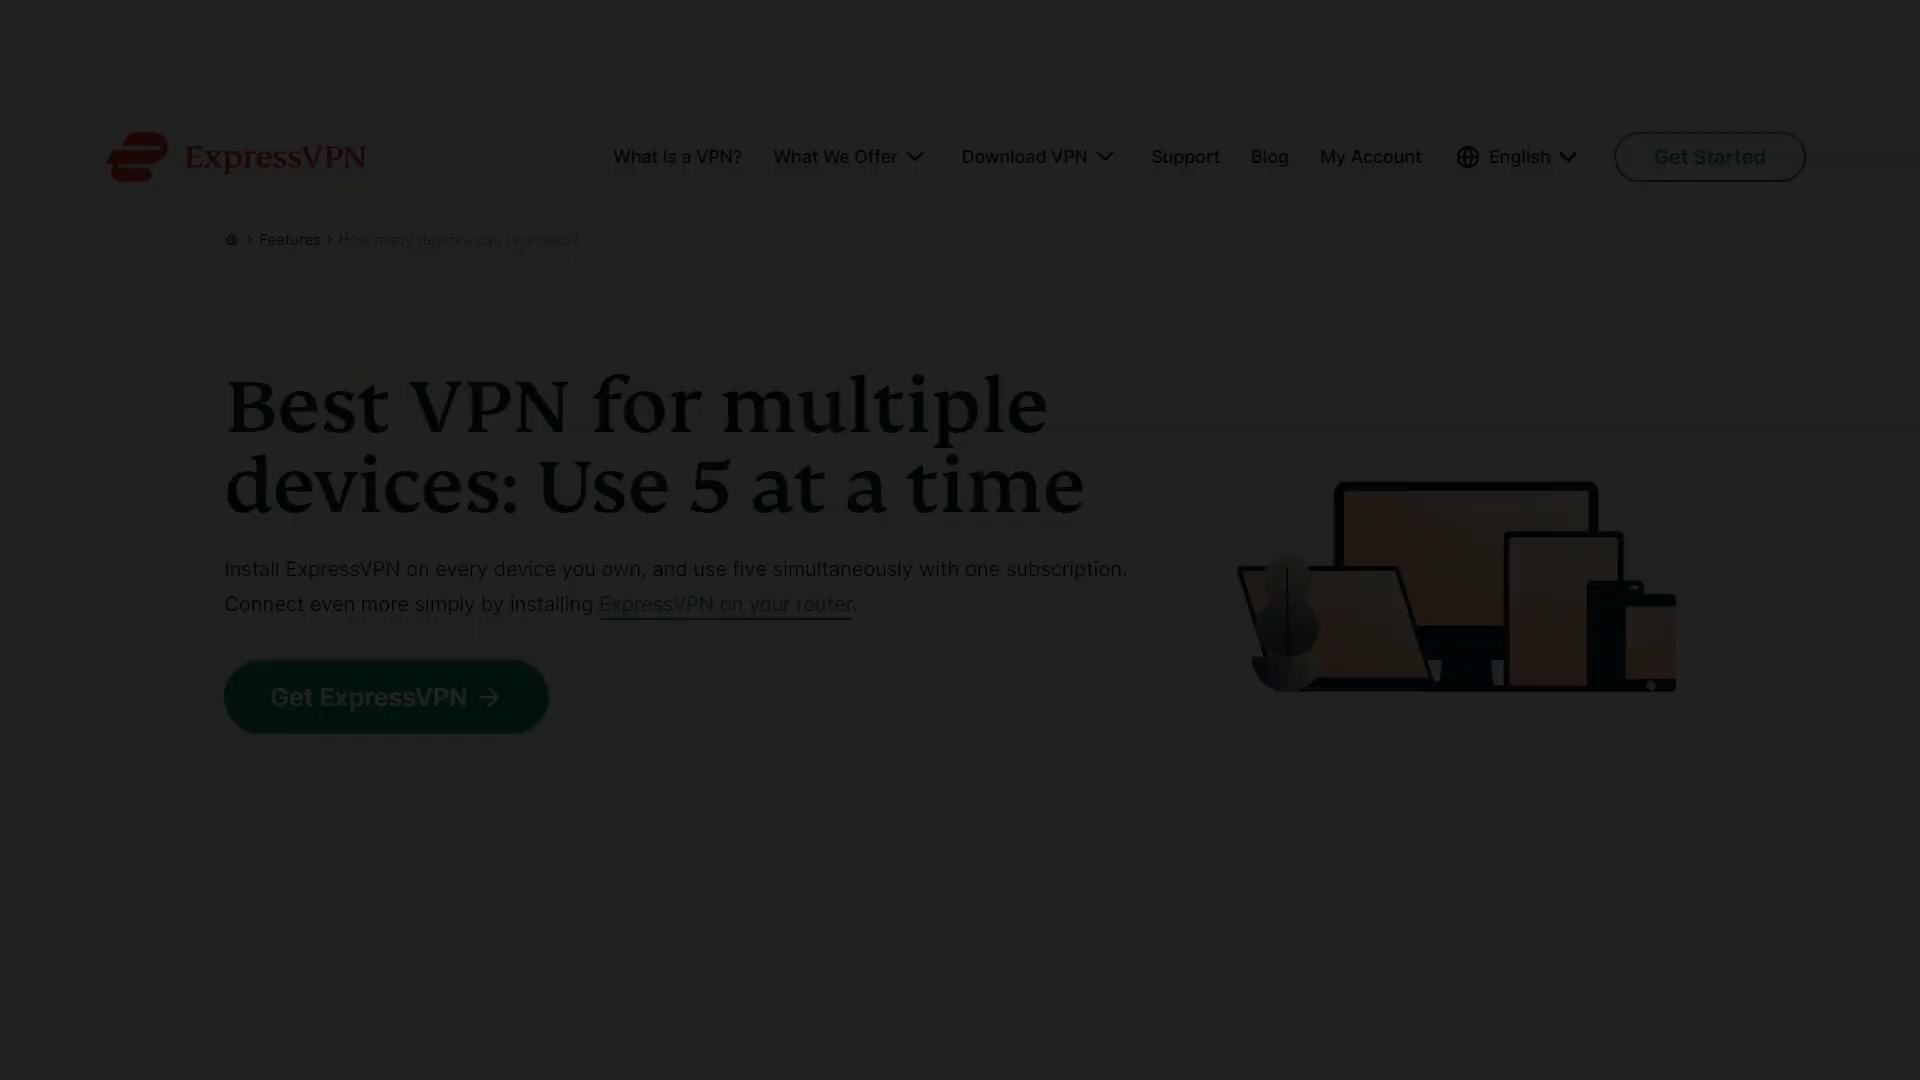 ExpressVPN
What Is a VPN? What We Offer Download VPN Support Blog My Account English Get Started
Features > How many devices can I connect?
Best VPN for multiple
devices: Use 5 at a time
Install ExpressVPN on every device you own, and use five simultaneously with one subscription.
Connect even more simply by installing ExpressVPN on your router.
Get ExpressVPN →